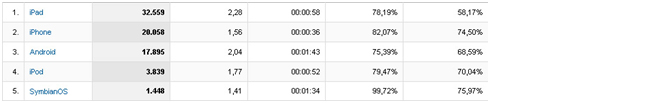 1. iPad 32.559 2,28 00:00:58 78,19% 58,17%
2. iPhone 20.058 1,56 00:00:36 82,07% 74,50%
3. Android 17.895 2,04 00:01:43 75,39% 68,59%
4. iPod 3.839 1,77 00:00:52 79,47% 70,04%
5. SymbianOS 1.448 1,41 00:01:34 99,72% 75,97%